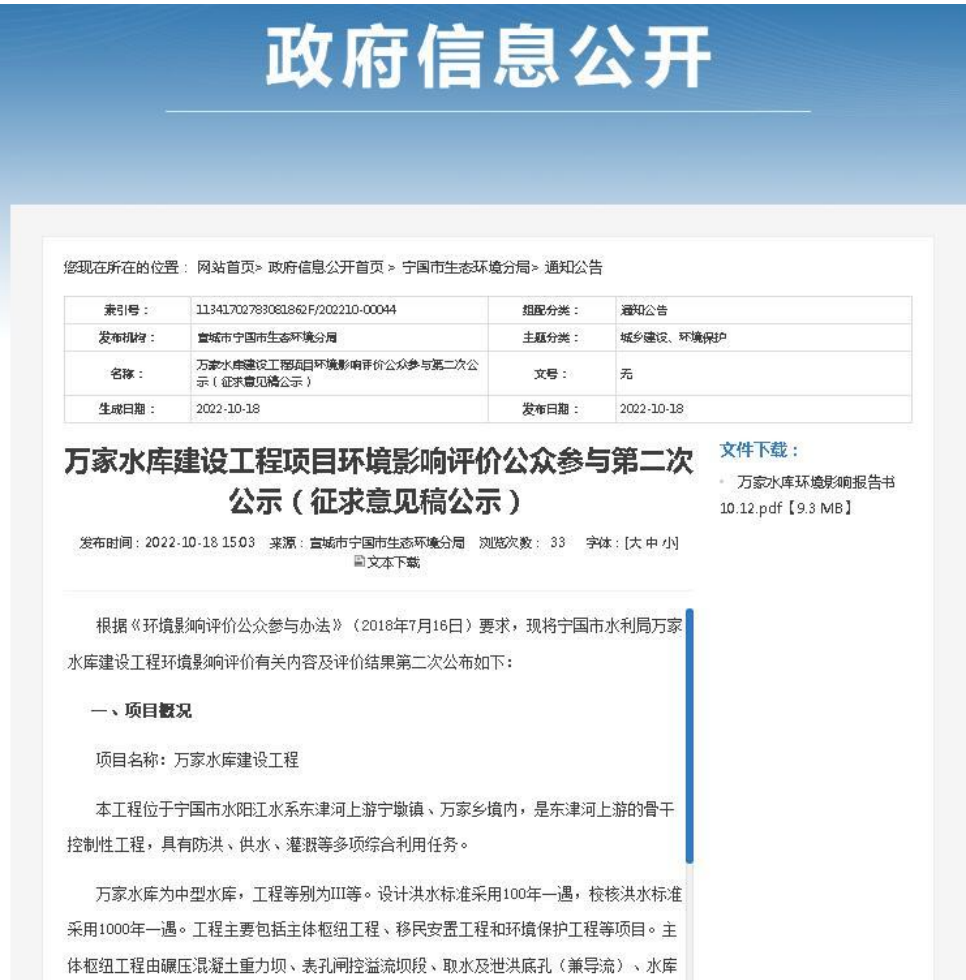 政府信息公开
您现在所在的位置： 网站首页> 政府信息公开首页 > 宁国市生态环境分局> 通知公告
索引号： 11341702783081862F/202210-00044 组配分类： 通知公告
发布机构： 宣城市宁国市生态环境分局 主题分类： 城乡建设、环境保护
名称： 万家水库建设工程项目环境影响评价公众参与第二次公
示（征求意见稿公示） 文号： 无
生成日期： 2022-10-18 发布日期： 2022-10-18
万家水库建设工程项目环境影响评价公众参与第二次
公示（征求意见稿公示）
文件下载：
万家水库环境影响报告书
10.12.pdf【9.3 MB】
发布时间：2022-10-18 15:03 来源：宣城市宁国市生态环境分局 浏览次数： 33 字体：[大 中 小]
文本下载
根据《环境影响评价公众参与办法》（2018年7月16日）要求，现将宁国市水利局万家
水库建设工程环境影响评价有关内容及评价结果第二次公布如下：
一、项目概况
项目名称：万家水库建设工程
本工程位于宁国市水阳江水系东津河上游宁墩镇、万家乡境内，是东津河上游的骨干
控制性工程，具有防洪、供水、灌溉等多项综合利用任务。
万家水库为中型水库，工程等别为III等。设计洪水标准采用100年一遇，校核洪水标准
采用1000年一遇。工程主要包括主体枢纽工程、移民安置工程和环境保护工程等项目。主
体枢纽工程由碾压混凝土重力坝、表孔闸控溢流坝段、取水及泄洪底孔（兼导流）、水库